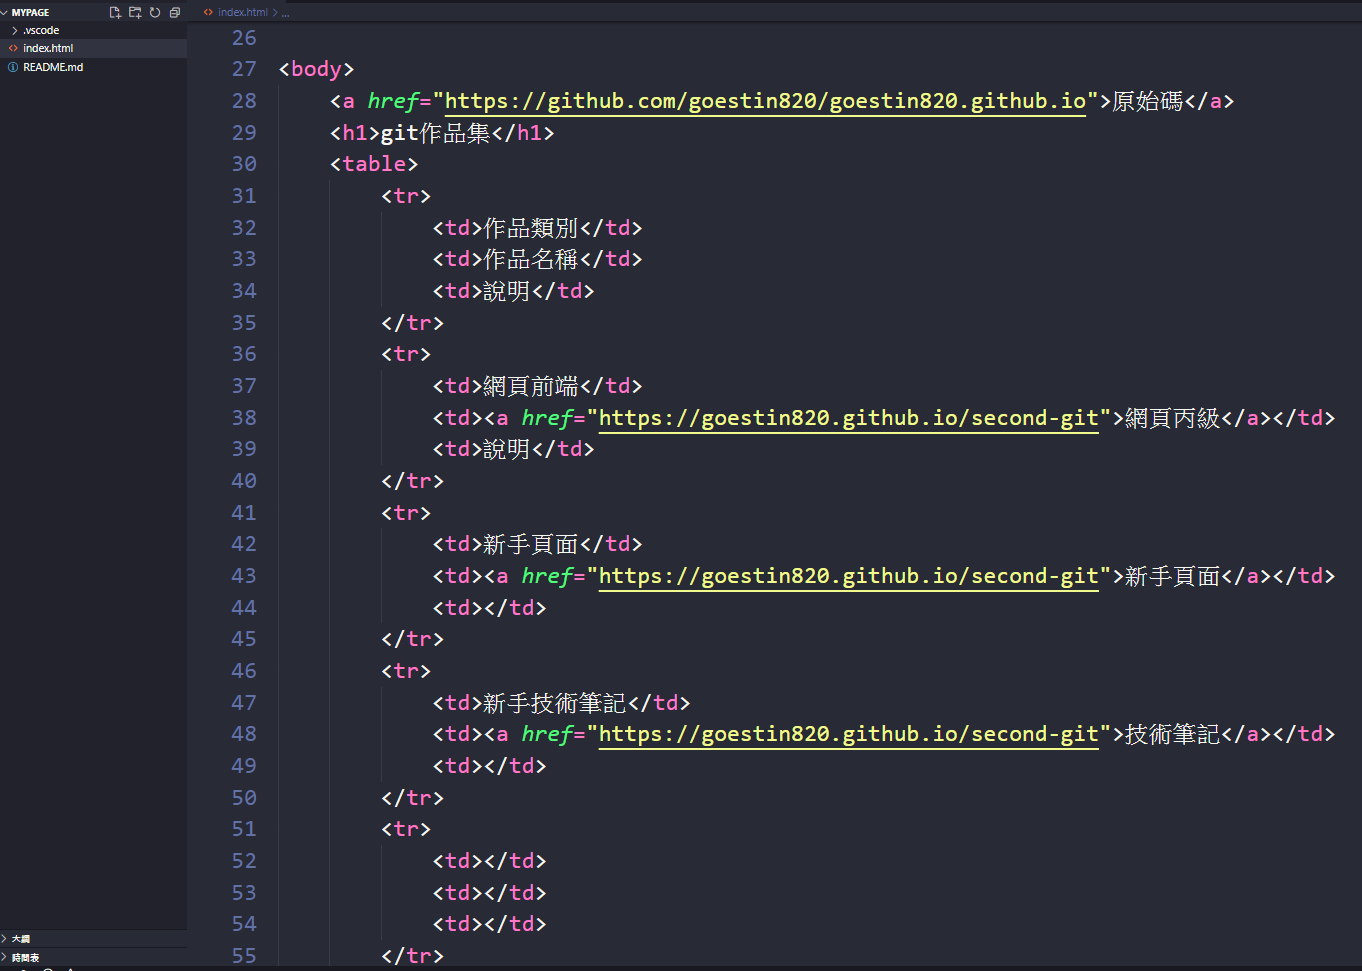 MYPAGE
.vscode
index.html
README.md
大綱
時間表
index.html > ...
26
27 <body>
28 <a href="https://github.com/goestin820/goestin820.github.io">原始碼</a>
29 <h1>git作品集</h1>
30 <table>
31 <tr>
32 <td>作品類別</td>
33 <td>作品名稱</td>
34 <td>說明</td>
35 </tr>
36 <tr>
37 <td>網頁前端</td>
38 <td><a href="https://goestin820.github.io/second-git">網頁丙級</a></td>
39 <td>說明</td>
40 </tr>
41 <tr>
42 <td>新手頁面</td>
43 <td><a href="https://goestin820.github.io/second-git">新手頁面</a></td>
44 <td></td>
45 </tr>
46 <tr>
47 <td>新手技術筆記</td>
48 <td><a href="https://goestin820.github.io/second-git">技術筆記</a></td>
49 <td></td>
50 </tr>
51 <tr>
52 <td></td>
53 <td></td>
54 <td></td>
55 </tr>